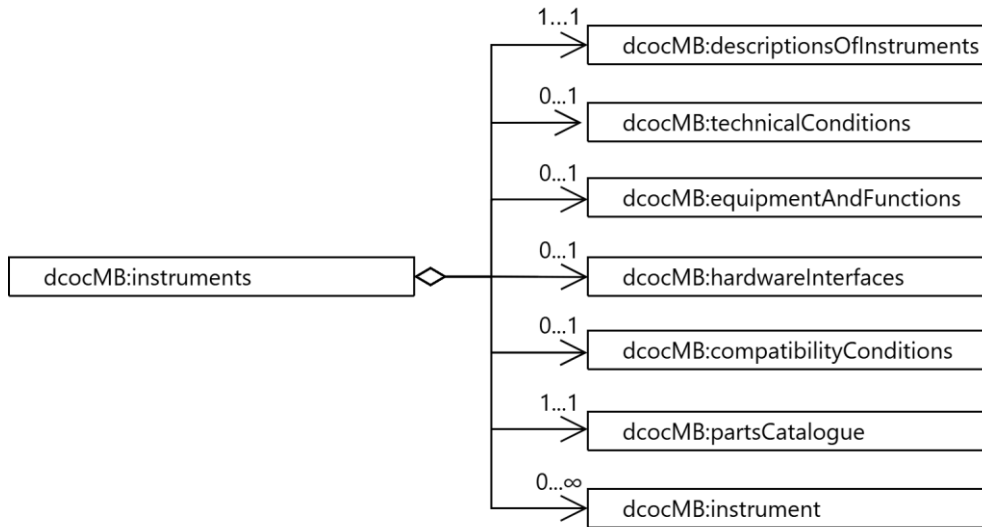 1...1
dcocMB:descriptionsOfInstruments
0...1
dcocMB:technicalConditions
0...1
dcocMB:equipmentAndFunctions
dcocMB:instruments
0...1
dcocMB:hardwareInterfaces
0...1
dcocMB:compatibilityConditions
1...1
dcocMB:partsCatalogue
0...∞
dcocMB:instrument